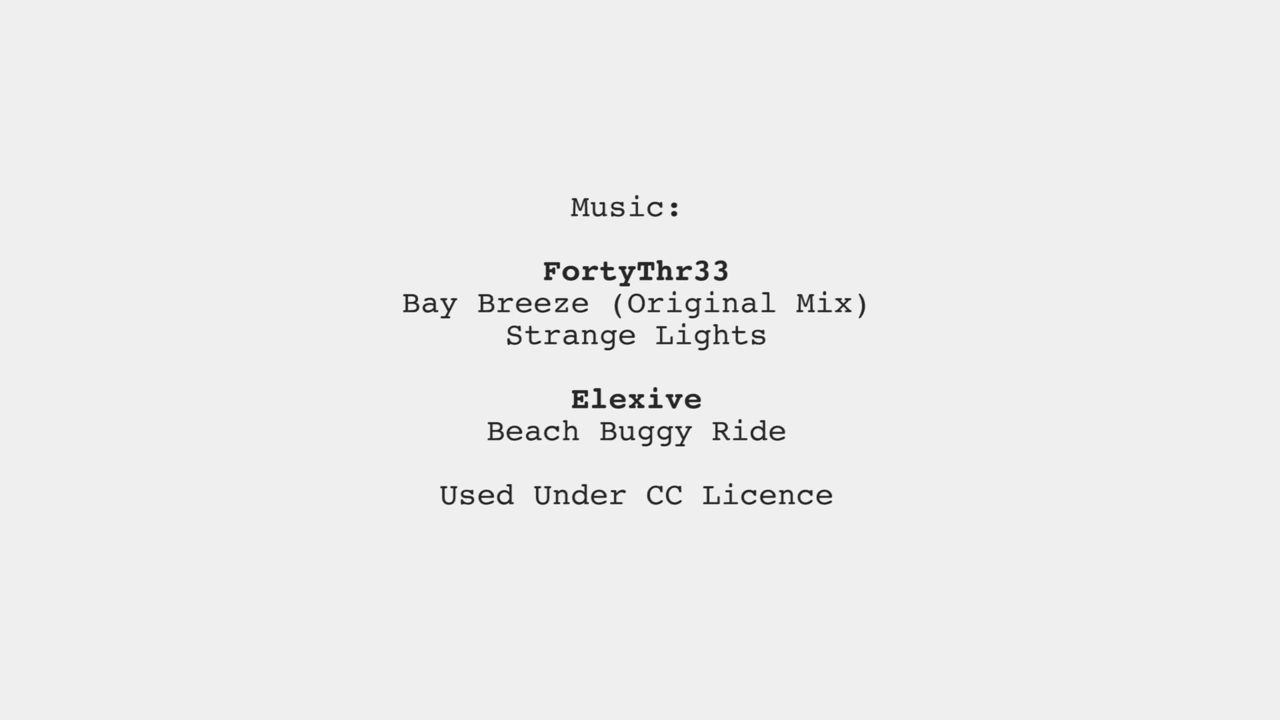 Music:
FortyThr33
Bay Breeze (Original Mix)
Strange Lights
Elexive
Beach Buggy Ride
Used Under CC Licence